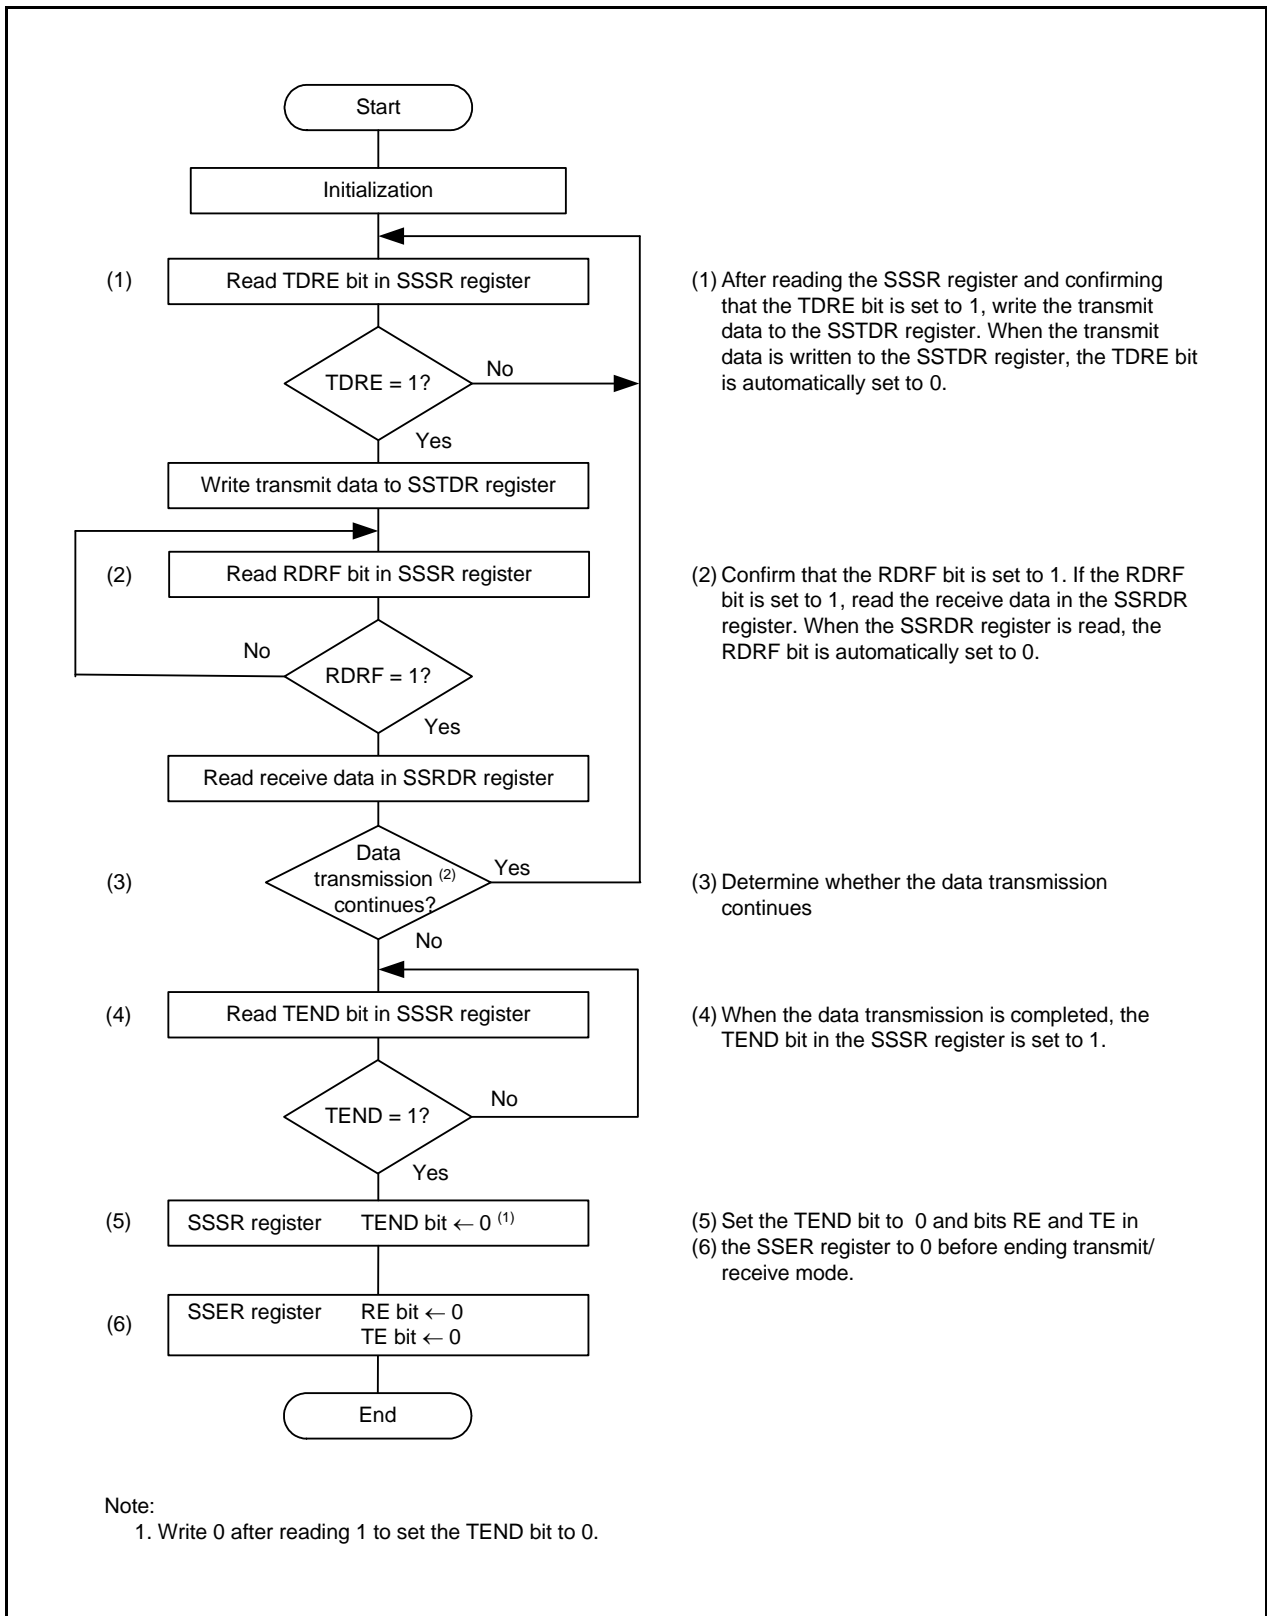 Start
Initialization
(1)
Read TDRE bit in SSSR register
TDRE = 1?
No
Yes
Write transmit data to SSTDR register
(1) After reading the SSSR register and confirming
that the TDRE bit is set to 1, write the transmit
data to the SSTDR register. When the transmit
data is written to the SSTDR register, the TDRE bit
is automatically set to 0.
(2)
Read RDRF bit in SSSR register
No
RDRF = 1?
Yes
Read receive data in SSRDR register
(2) Confirm that the RDRF bit is set to 1. If the RDRF
bit is set to 1, read the receive data in the SSRDR
register. When the SSRDR register is read, the
RDRF bit is automatically set to 0.
(3)
Data
transmission (2)
continues?
Yes
No
(3) Determine whether the data transmission
continues
(4)
Read TEND bit in SSSR register
TEND = 1?
No
Yes
(4) When the data transmission is completed, the
TEND bit in the SSSR register is set to 1.
(5)
SSSR register TEND bit ← 0 (1)
(5) Set the TEND bit to 0 and bits RE and TE in
(6) the SSER register to 0 before ending transmit/
receive mode.
(6)
SSER register RE bit ← 0
TE bit ← 0
End
Note:
1. Write 0 after reading 1 to set the TEND bit to 0.